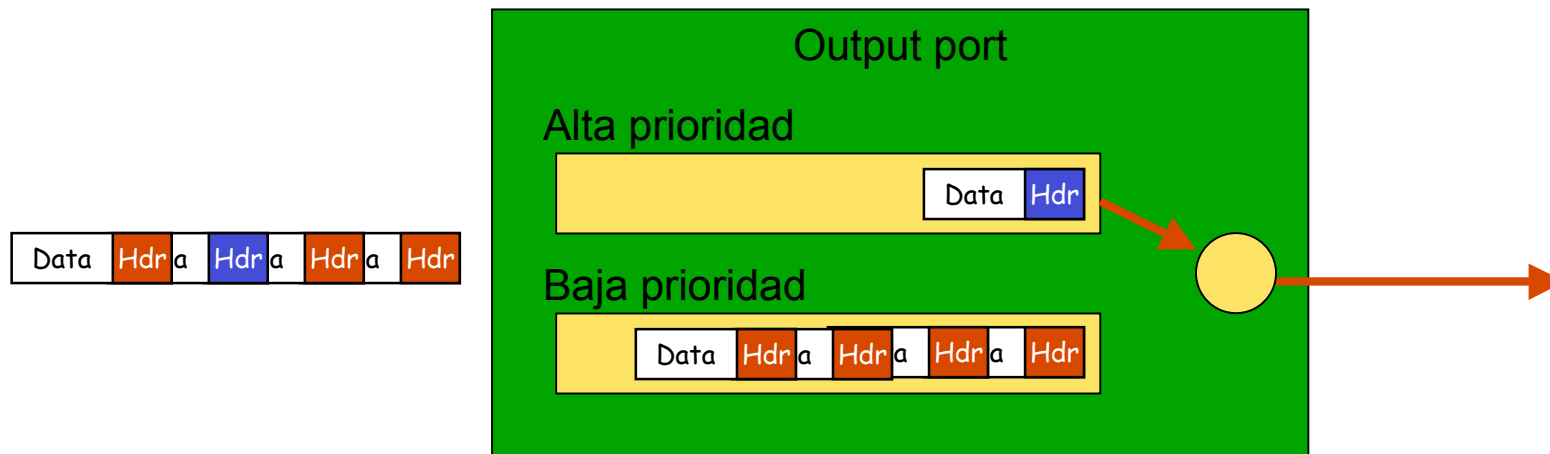 Output port
Alta prioridad
Data Hdr
Data Hdr a Hdr a Hdr a Hdr
Baja prioridad
Data Hdr a Hdr a Hdr a Hdr